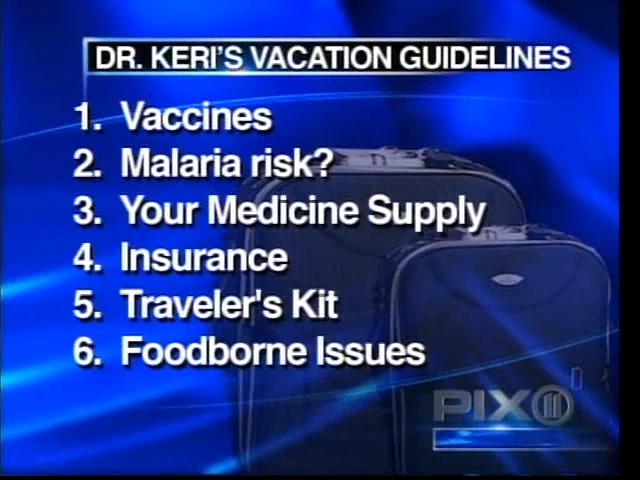 DR. KERI'S VACATION GUIDELINES
1. Vaccines
2. Malaria risk?
3. Your Medicine Supply
4. Insurance
5. Traveler's Kit
6. Foodborne Issues
PIX 11